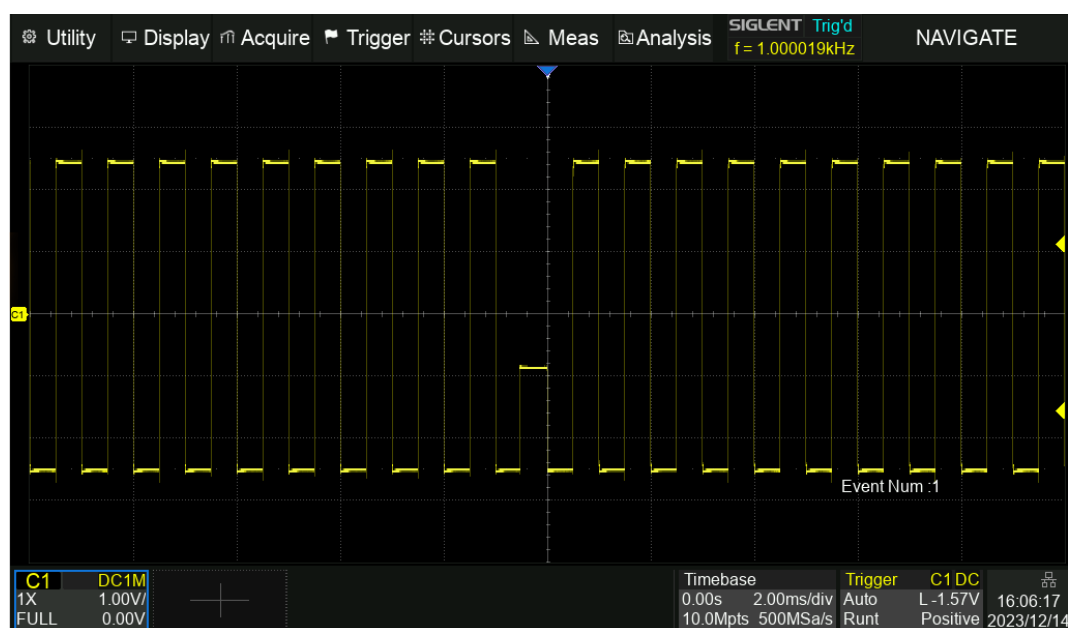 Utility Display Acquire Trigger Cursors Meas Analysis SIGLENT Trig'd NAVIGATE
f = 1.000019kHz
C1
Event Num :1
C1 DC1M Timebase Trigger C1 DC
1X 1.00V/ 0.00s 2.00ms/div Auto L -1.57V 16:06:17
FULL 0.00V 10.0Mpts 500MSa/s Runt Positive 2023/12/14